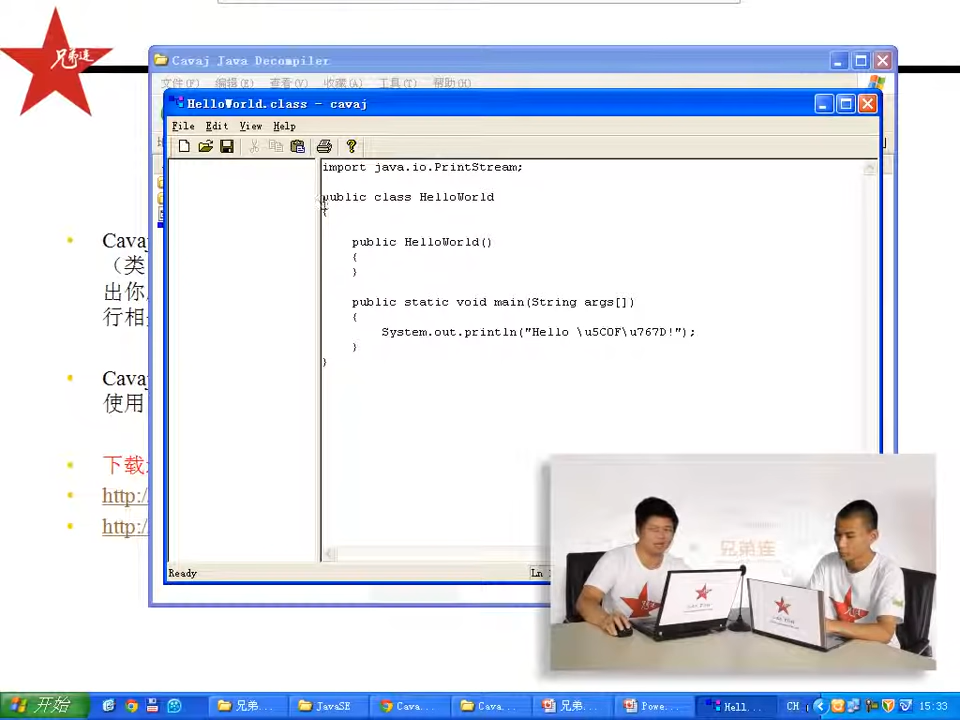 兄弟连
Cavaj Java Decompiler
文件(F) 编辑(E) 查看(V) 收藏(A) 工具(T) 帮助(H)
HelloWorld.class - cavaj
File Edit View Help
import java.io.PrintStream;
public class HelloWorld
{
public HelloWorld()
{
}
public static void main(String args[])
{
System.out.println("Hello \u5C0F\u767D!");
}
}
Cavaj
（类
出你
行相
Cavaj
使用
下载
http:/
http:/
Ready
Ln
兄弟连
开始
兄弟...
JavaSE
Cava...
Cava...
兄弟...
Powe...
Hell...
CH
15:33